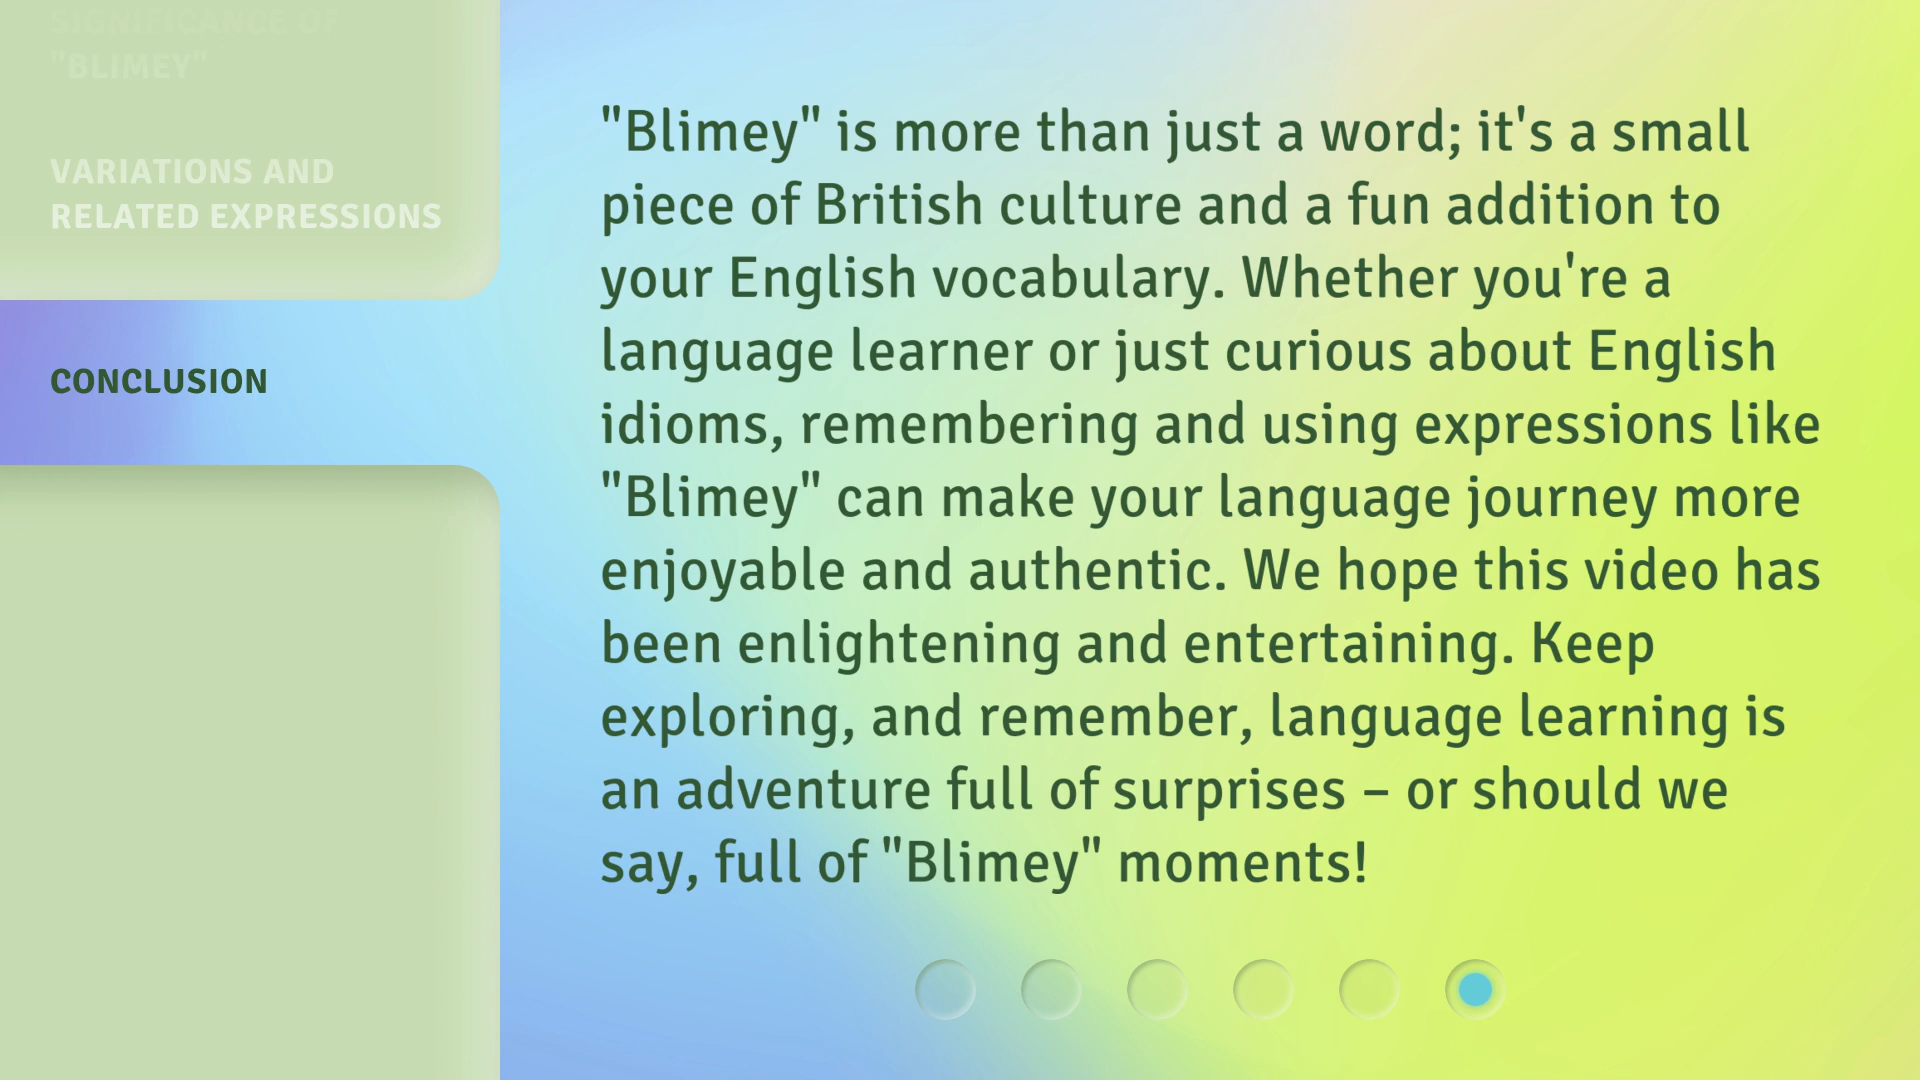 SIGNIFICANCE OF
"BLIMEY"
VARIATIONS AND
RELATED EXPRESSIONS
CONCLUSION
"Blimey" is more than just a word; it's a small
piece of British culture and a fun addition to
your English vocabulary. Whether you're a
language learner or just curious about English
idioms, remembering and using expressions like
"Blimey" can make your language journey more
enjoyable and authentic. We hope this video has
been enlightening and entertaining. Keep
exploring, and remember, language learning is
an adventure full of surprises – or should we
say, full of "Blimey" moments!